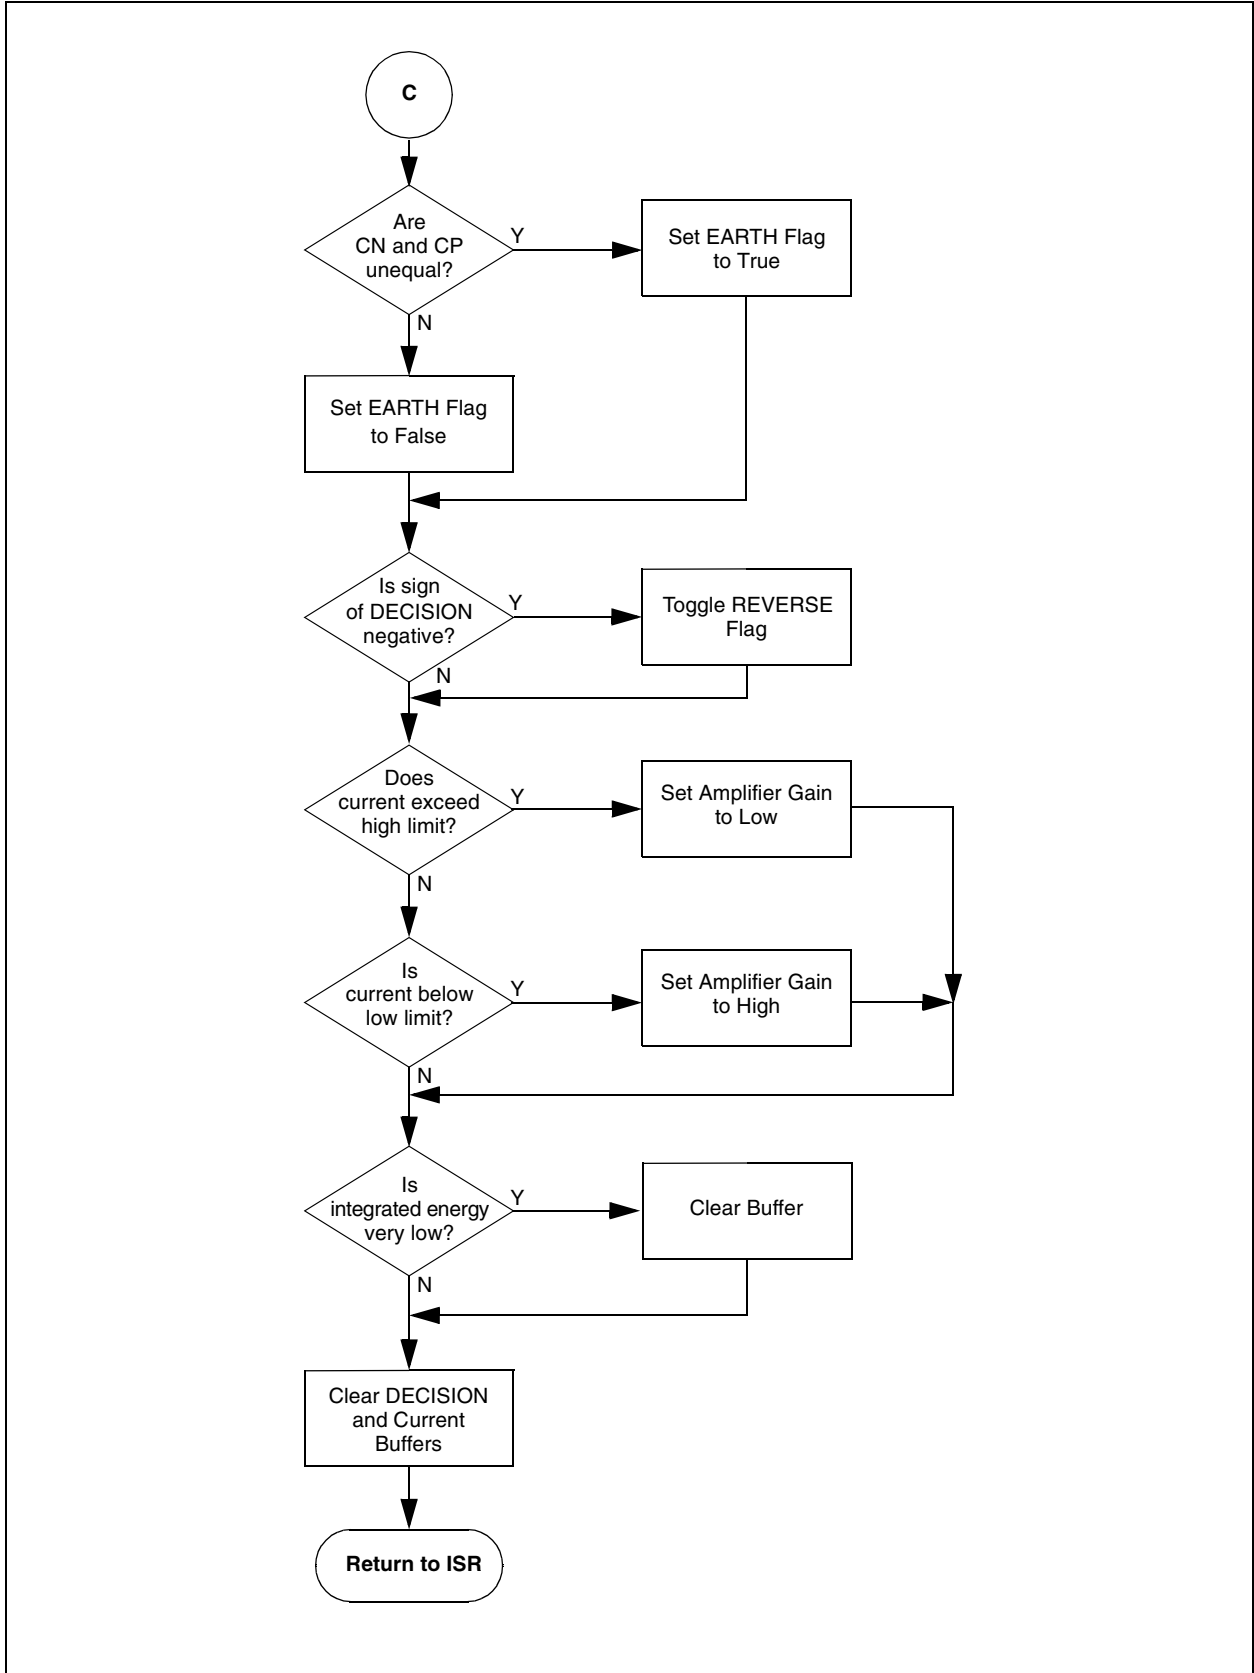 C
Are
CN and CP
unequal?
Y
Set EARTH Flag
to True
N
Set EARTH Flag
to False
Is sign
of DECISION
negative?
Y
Toggle REVERSE
Flag
N
Does
current exceed
high limit?
Y
Set Amplifier Gain
to Low
N
Is
current below
low limit?
Y
Set Amplifier Gain
to High
N
Is
integrated energy
very low?
Y
Clear Buffer
N
Clear DECISION
and Current
Buffers
Return to ISR